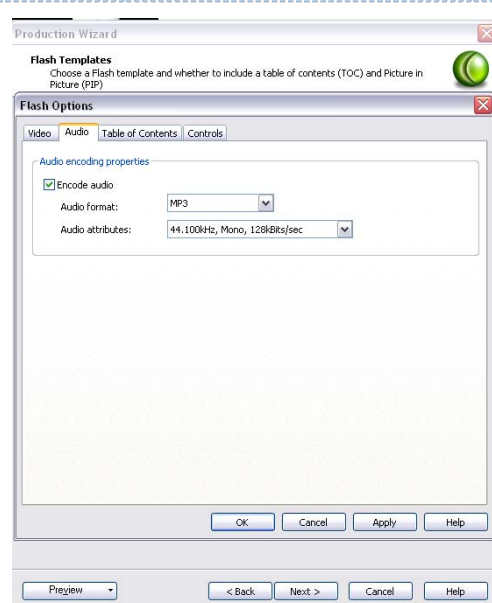 Production Wizard
Flash Templates
Choose a Flash template and whether to include a table of contents (TOC) and Picture in
Picture (PIP)
Flash Options
Video Audio Table of Contents Controls
Audio encoding properties
Encode audio
Audio format: MP3
Audio attributes: 44.100kHz, Mono, 128kBits/sec
OK Cancel Apply Help
Preview < Back Next > Cancel Help